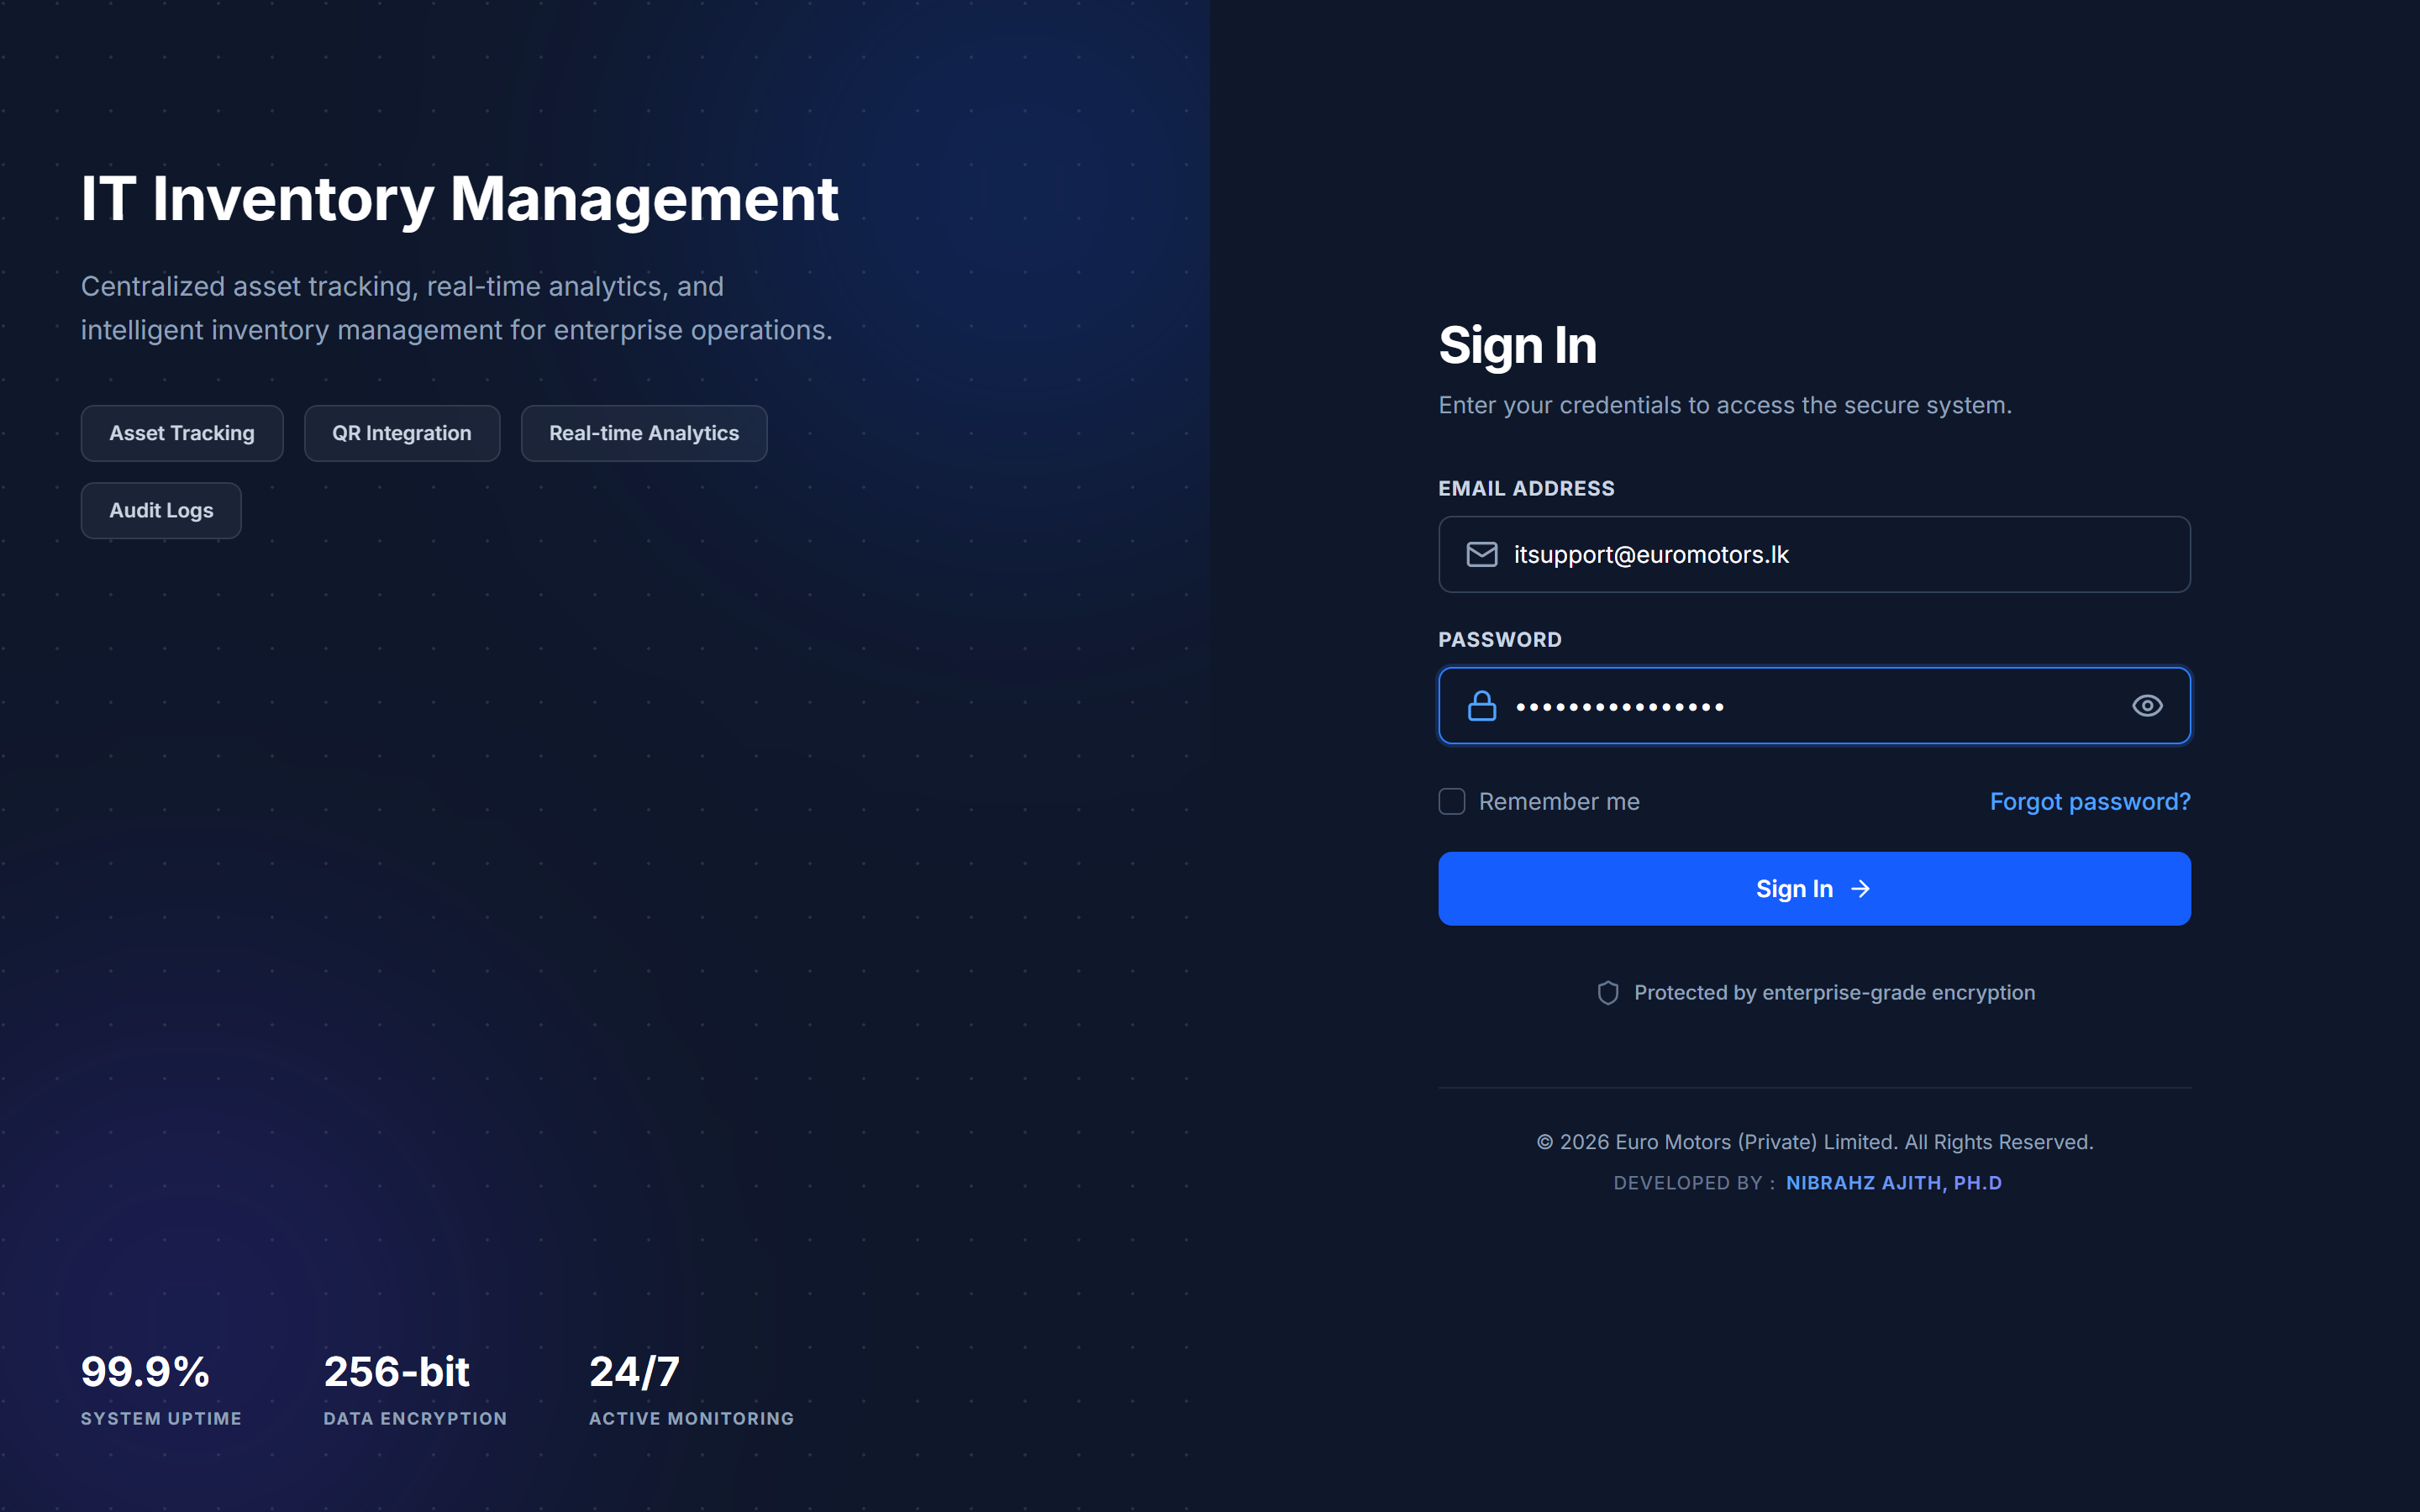 IT Inventory Management
Centralized asset tracking, real-time analytics, and
intelligent inventory management for enterprise operations.
Asset Tracking
QR Integration
Real-time Analytics
Audit Logs
99.9%
SYSTEM UPTIME
256-bit
DATA ENCRYPTION
24/7
ACTIVE MONITORING
Sign In
Enter your credentials to access the secure system.
EMAIL ADDRESS
itsupport@euromotors.lk
PASSWORD
••••••••••••••••
Remember me
Forgot password?
Sign In →
Protected by enterprise-grade encryption
© 2026 Euro Motors (Private) Limited. All Rights Reserved.
DEVELOPED BY : NIBRAHZ AJITH, PH.D